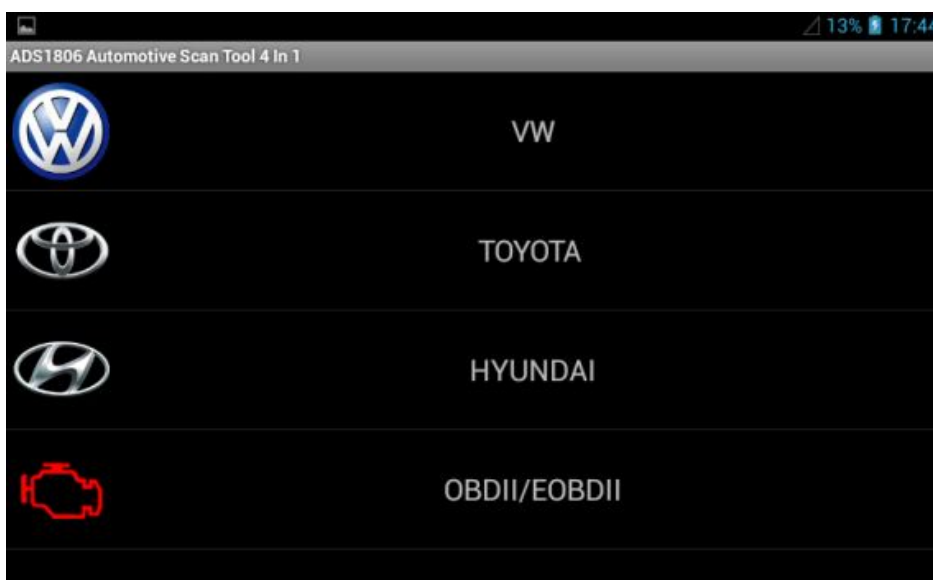 13% 17:44
ADS1806 Automotive Scan Tool 4 In 1
VW
TOYOTA
HYUNDAI
OBDII/EOBDII